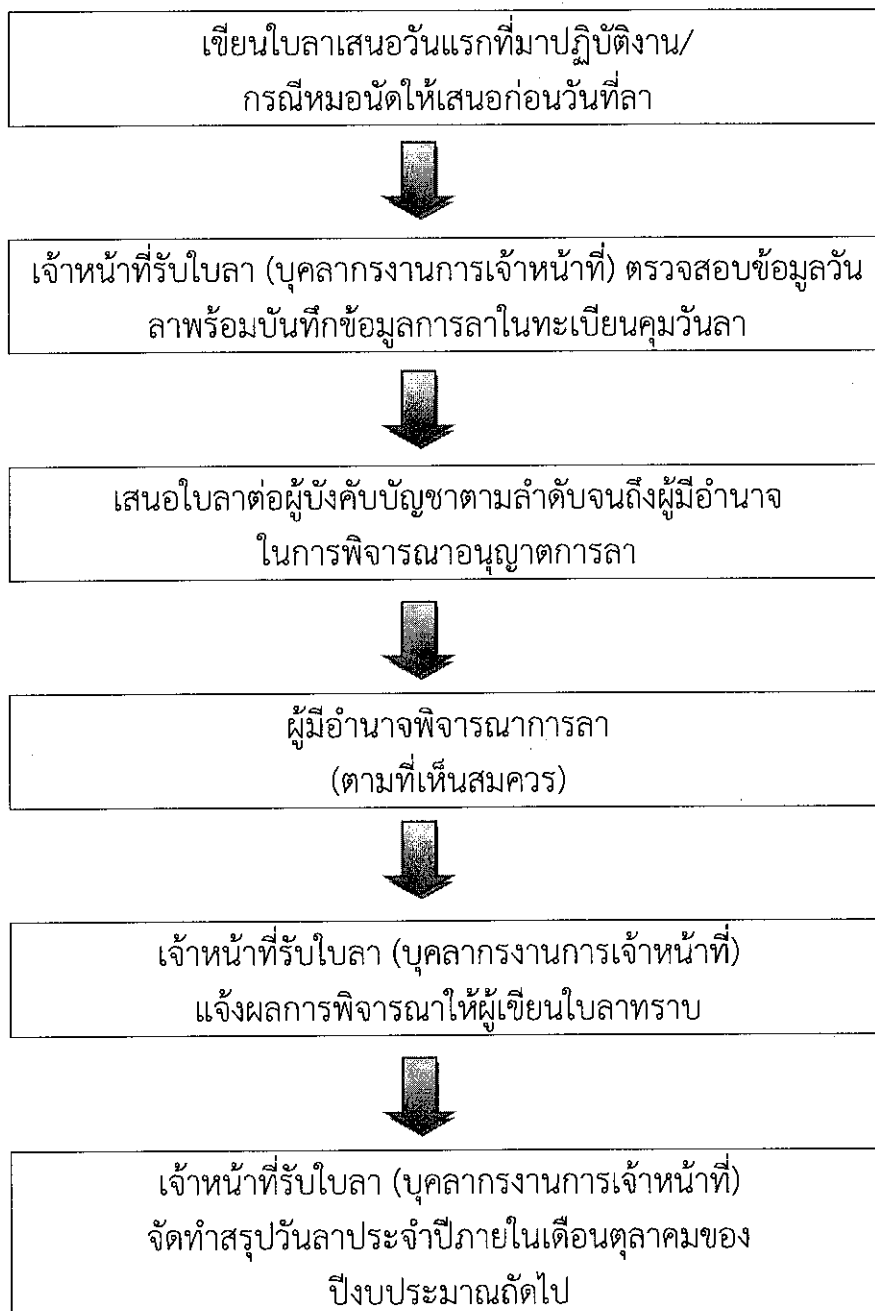 เขียนใบลาเสนอวันแรกที่มาปฏิบัติงาน/
กรณีหมอนัดให้เสนอก่อนวันที่ลา
เจ้าหน้าที่รับใบลา (บุคลากรงานการเจ้าหน้าที่) ตรวจสอบข้อมูลวัน
ลาพร้อมบันทึกข้อมูลการลาในทะเบียนคุมวันลา
เสนอใบลาต่อผู้บังคับบัญชาตามลำดับจนถึงผู้มีอำนาจ
ในการพิจารณาอนุญาตการลา
ผู้มีอำนาจพิจารณาการลา
(ตามที่เห็นสมควร)
เจ้าหน้าที่รับใบลา (บุคลากรงานการเจ้าหน้าที่)
แจ้งผลการพิจารณาให้ผู้เขียนใบลาทราบ
เจ้าหน้าที่รับใบลา (บุคลากรงานการเจ้าหน้าที่)
จัดทำสรุปวันลาประจำปีภายในเดือนตุลาคมของ
ปีงบประมาณถัดไป